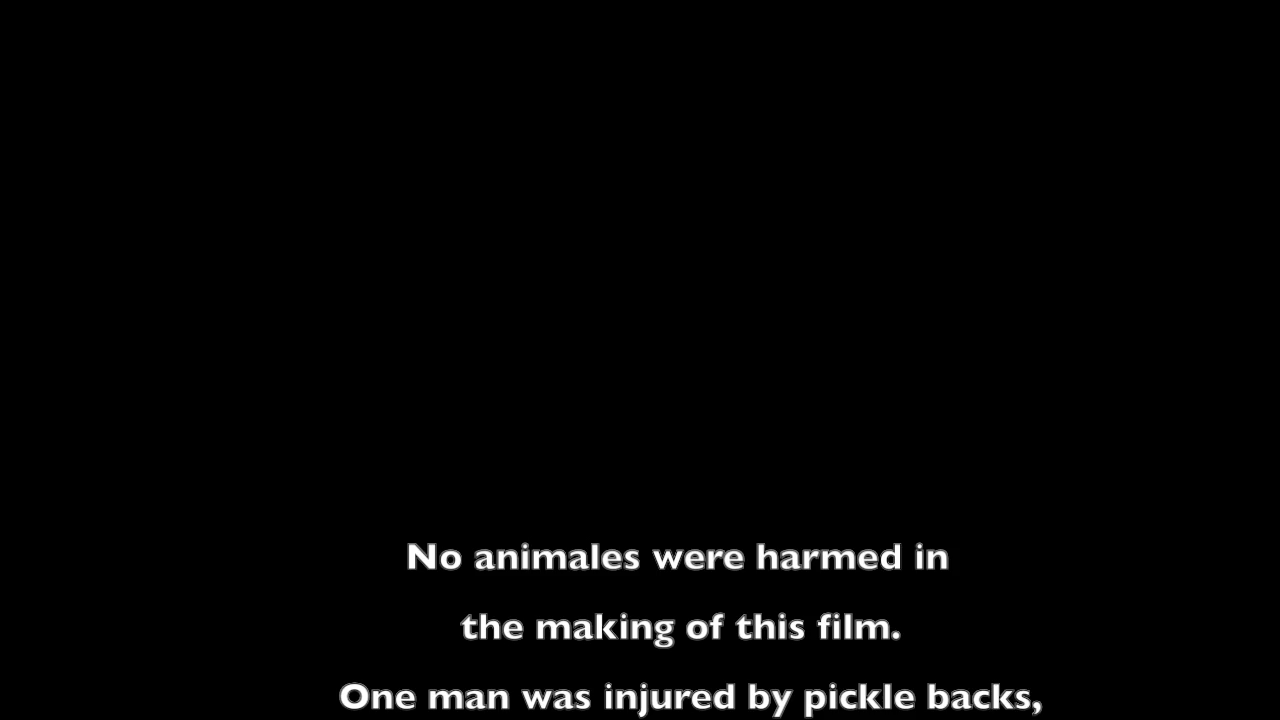 No animales were harmed in
the making of this film.
One man was injured by pickle backs,